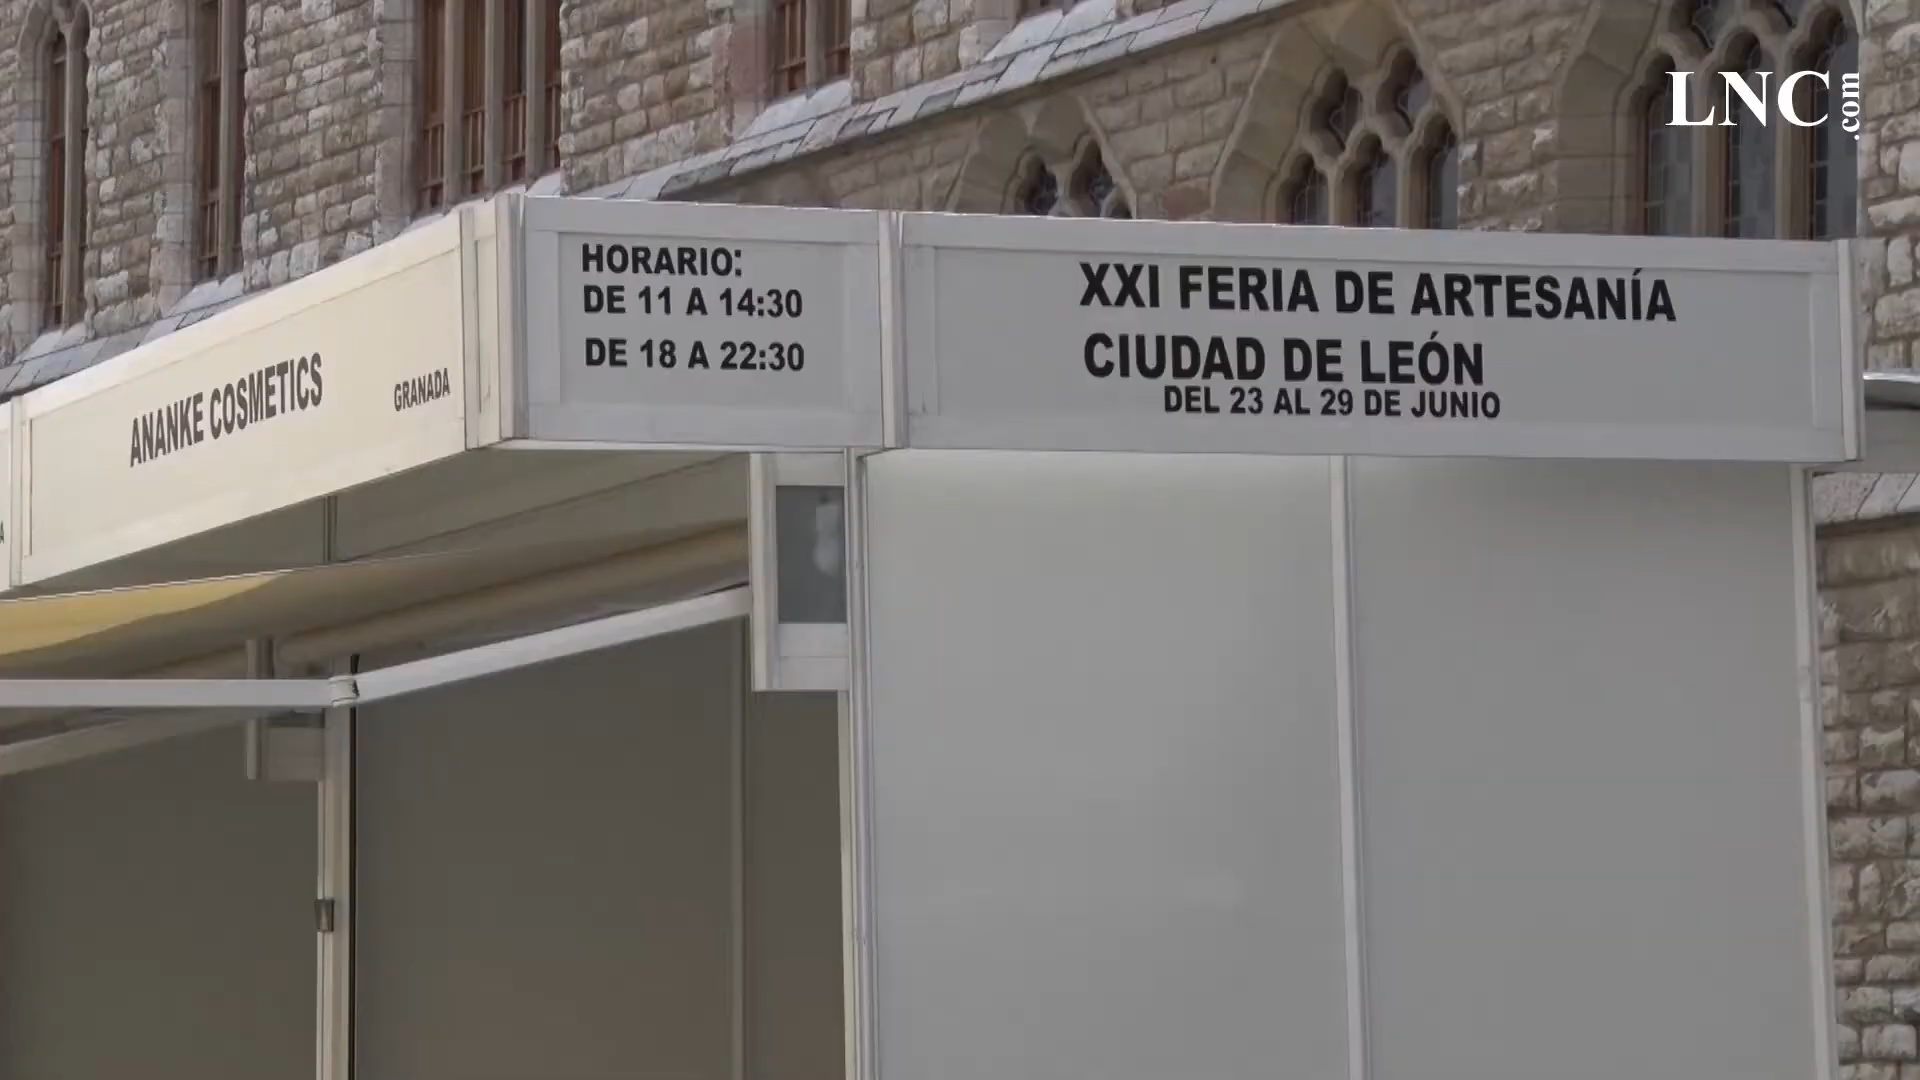 LNC.com
HORARIO:
DE 11 A 14:30
DE 18 A 22:30
XXI FERIA DE ARTESANÍA
CIUDAD DE LEÓN
DEL 23 AL 29 DE JUNIO
ANANKE COSMETICS
GRANADA